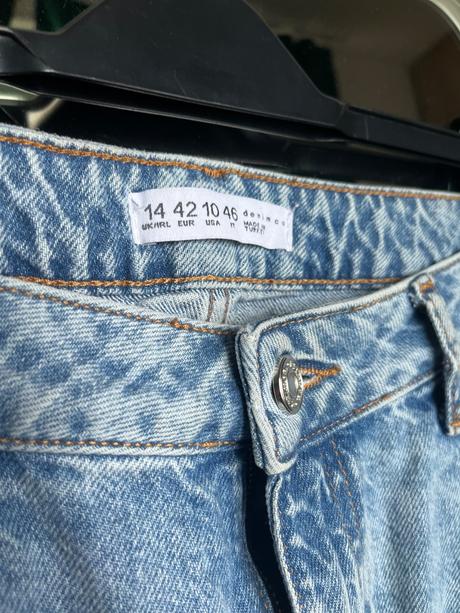 14 42 10 46 denim co
UK/IRL EUR USA IT MADE IN
TURKEY